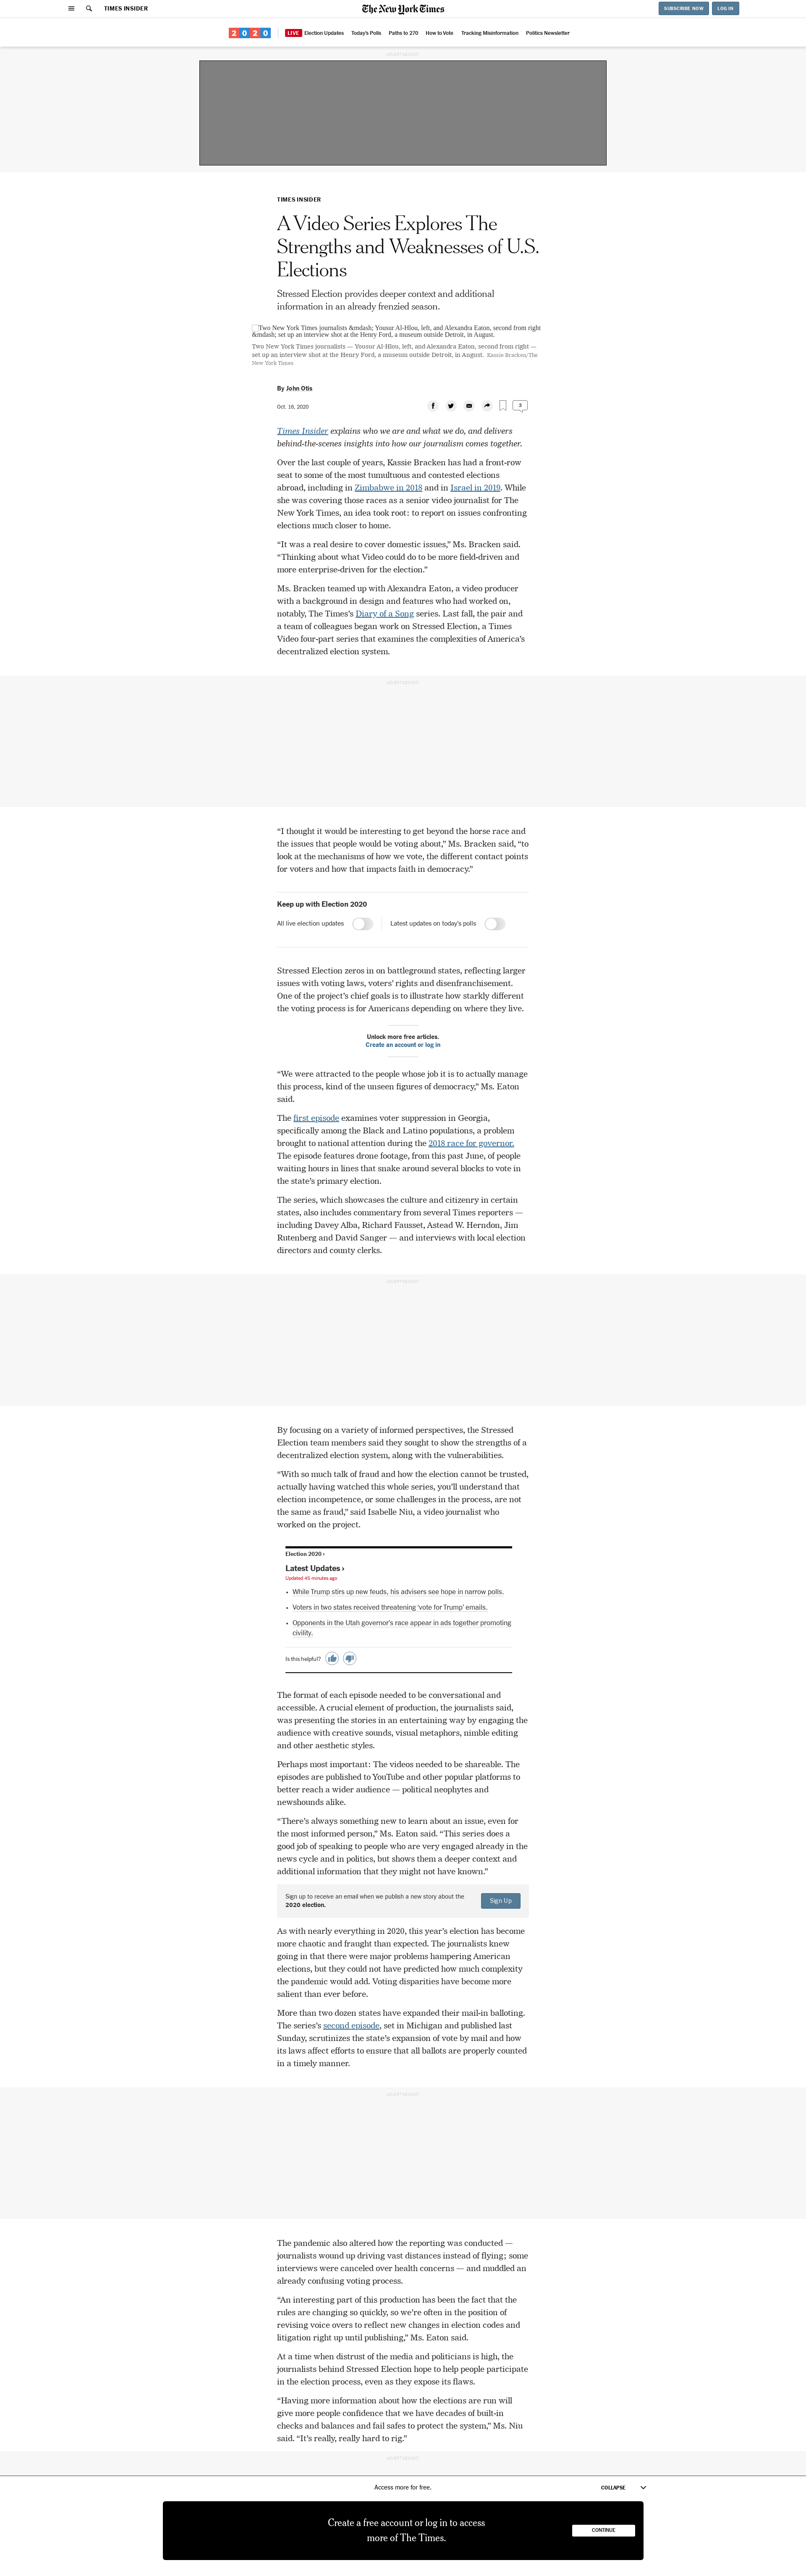 TIMES INSIDER
The New York Times
SUBSCRIBE NOW
LOG IN
2020
LIVE Election Updates
Today's Polls
Paths to 270
How to Vote
Tracking Misinformation
Politics Newsletter
ADVERTISEMENT
TIMES INSIDER
A Video Series Explores The
Strengths and Weaknesses of U.S.
Elections
Stressed Election provides deeper context and additional
information in an already frenzied season.
Two New York Times journalists &mdash; Yousur Al-Hlou, left, and Alexandra Eaton, second from right
&mdash; set up an interview shot at the Henry Ford, a museum outside Detroit, in August.
Two New York Times journalists — Yousur Al-Hlou, left, and Alexandra Eaton, second from right —
set up an interview shot at the Henry Ford, a museum outside Detroit, in August. Kassie Bracken/The
New York Times
By John Otis
Oct. 16, 2020
3
Times Insider explains who we are and what we do, and delivers
behind-the-scenes insights into how our journalism comes together.
Over the last couple of years, Kassie Bracken has had a front-row
seat to some of the most tumultuous and contested elections
abroad, including in Zimbabwe in 2018 and in Israel in 2019. While
she was covering those races as a senior video journalist for The
New York Times, an idea took root: to report on issues confronting
elections much closer to home.
“It was a real desire to cover domestic issues,” Ms. Bracken said.
“Thinking about what Video could do to be more field-driven and
more enterprise-driven for the election.”
Ms. Bracken teamed up with Alexandra Eaton, a video producer
with a background in design and features who had worked on,
notably, The Times’s Diary of a Song series. Last fall, the pair and
a team of colleagues began work on Stressed Election, a Times
Video four-part series that examines the complexities of America’s
decentralized election system.
ADVERTISEMENT
“I thought it would be interesting to get beyond the horse race and
the issues that people would be voting about,” Ms. Bracken said, “to
look at the mechanisms of how we vote, the different contact points
for voters and how that impacts faith in democracy.”
Keep up with Election 2020
All live election updates
Latest updates on today’s polls
Stressed Election zeros in on battleground states, reflecting larger
issues with voting laws, voters’ rights and disenfranchisement.
One of the project’s chief goals is to illustrate how starkly different
the voting process is for Americans depending on where they live.
Unlock more free articles.
Create an account or log in
“We were attracted to the people whose job it is to actually manage
this process, kind of the unseen figures of democracy,” Ms. Eaton
said.
The first episode examines voter suppression in Georgia,
specifically among the Black and Latino populations, a problem
brought to national attention during the 2018 race for governor.
The episode features drone footage, from this past June, of people
waiting hours in lines that snake around several blocks to vote in
the state’s primary election.
The series, which showcases the culture and citizenry in certain
states, also includes commentary from several Times reporters —
including Davey Alba, Richard Fausset, Astead W. Herndon, Jim
Rutenberg and David Sanger — and interviews with local election
directors and county clerks.
ADVERTISEMENT
By focusing on a variety of informed perspectives, the Stressed
Election team members said they sought to show the strengths of a
decentralized election system, along with the vulnerabilities.
“With so much talk of fraud and how the election cannot be trusted,
actually having watched this whole series, you’ll understand that
election incompetence, or some challenges in the process, are not
the same as fraud,” said Isabelle Niu, a video journalist who
worked on the project.
Election 2020 ›
Latest Updates ›
Updated 45 minutes ago
• While Trump stirs up new feuds, his advisers see hope in narrow polls.
• Voters in two states received threatening ‘vote for Trump’ emails.
• Opponents in the Utah governor’s race appear in ads together promoting
civility.
Is this helpful?
The format of each episode needed to be conversational and
accessible. A crucial element of production, the journalists said,
was presenting the stories in an entertaining way by engaging the
audience with creative sounds, visual metaphors, nimble editing
and other aesthetic styles.
Perhaps most important: The videos needed to be shareable. The
episodes are published to YouTube and other popular platforms to
better reach a wider audience — political neophytes and
newshounds alike.
“There’s always something new to learn about an issue, even for
the most informed person,” Ms. Eaton said. “This series does a
good job of speaking to people who are very engaged already in the
news cycle and in politics, but shows them a deeper context and
additional information that they might not have known.”
Sign up to receive an email when we publish a new story about the
2020 election.
Sign Up
As with nearly everything in 2020, this year’s election has become
more chaotic and fraught than expected. The journalists knew
going in that there were major problems hampering American
elections, but they could not have predicted how much complexity
the pandemic would add. Voting disparities have become more
salient than ever before.
More than two dozen states have expanded their mail-in balloting.
The series’s second episode, set in Michigan and published last
Sunday, scrutinizes the state’s expansion of vote by mail and how
its laws affect efforts to ensure that all ballots are properly counted
in a timely manner.
ADVERTISEMENT
The pandemic also altered how the reporting was conducted —
journalists wound up driving vast distances instead of flying; some
interviews were canceled over health concerns — and muddled an
already confusing voting process.
“An interesting part of this production has been the fact that the
rules are changing so quickly, so we’re often in the position of
revising voice overs to reflect new changes in election codes and
litigation right up until publishing,” Ms. Eaton said.
At a time when distrust of the media and politicians is high, the
journalists behind Stressed Election hope to help people participate
in the election process, even as they expose its flaws.
“Having more information about how the elections are run will
give more people confidence that we have decades of built-in
checks and balances and fail safes to protect the system,” Ms. Niu
said. “It’s really, really hard to rig.”
ADVERTISEMENT
Access more for free.
COLLAPSE
Create a free account or log in to access
more of The Times.
CONTINUE